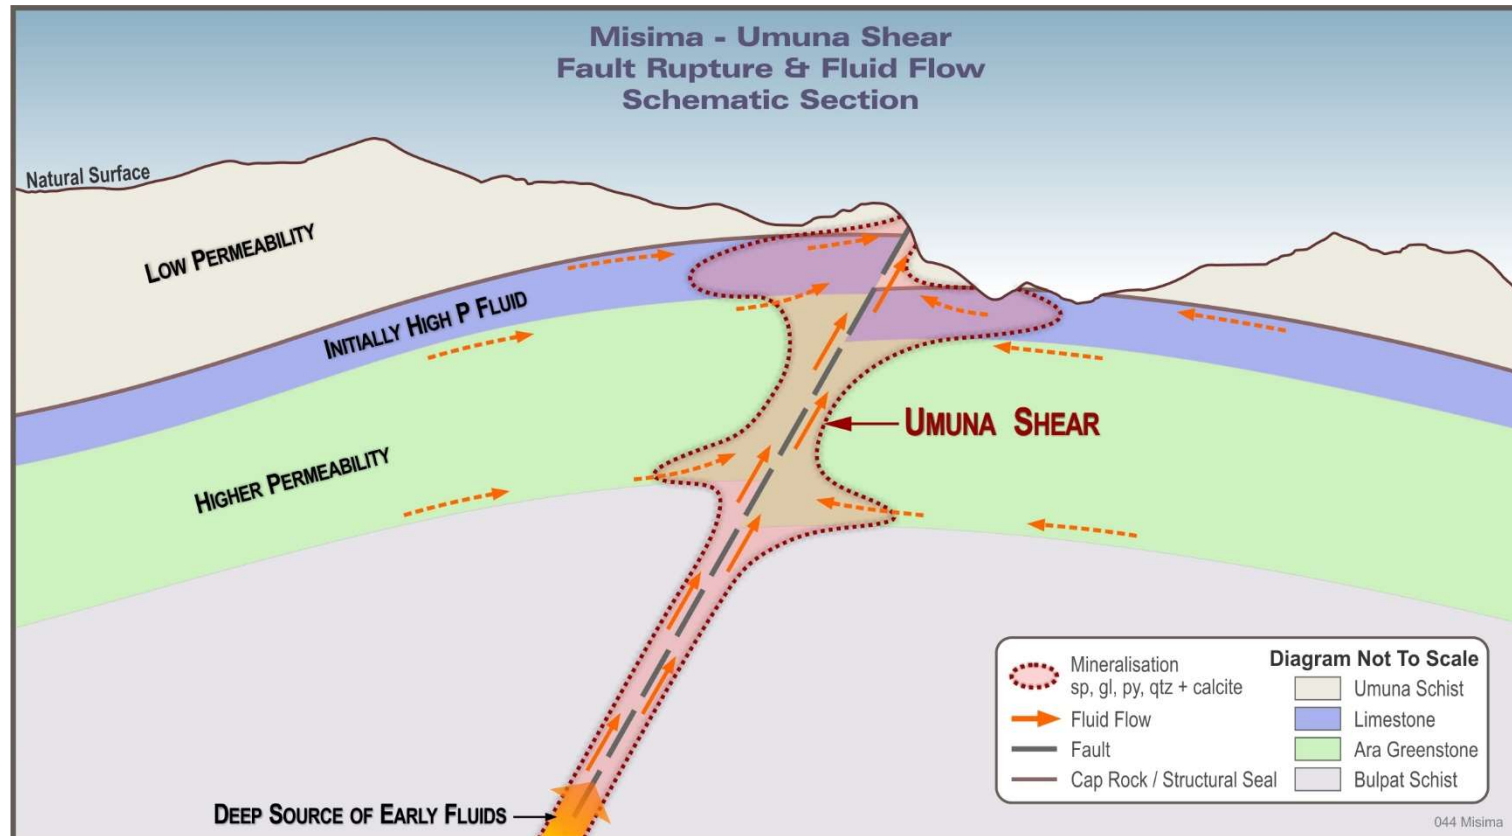 Misima - Umuna Shear
Fault Rupture & Fluid Flow
Schematic Section
Natural Surface
LOW PERMEABILITY
INITIALLY HIGH P FLUID
HIGHER PERMEABILITY
UMUNA SHEAR
DEEP SOURCE OF EARLY FLUIDS
Mineralisation
sp, gl, py, qtz + calcite
Fluid Flow
Fault
Cap Rock / Structural Seal
Diagram Not To Scale
Umuna Schist
Limestone
Ara Greenstone
Bulpat Schist
044 Misima